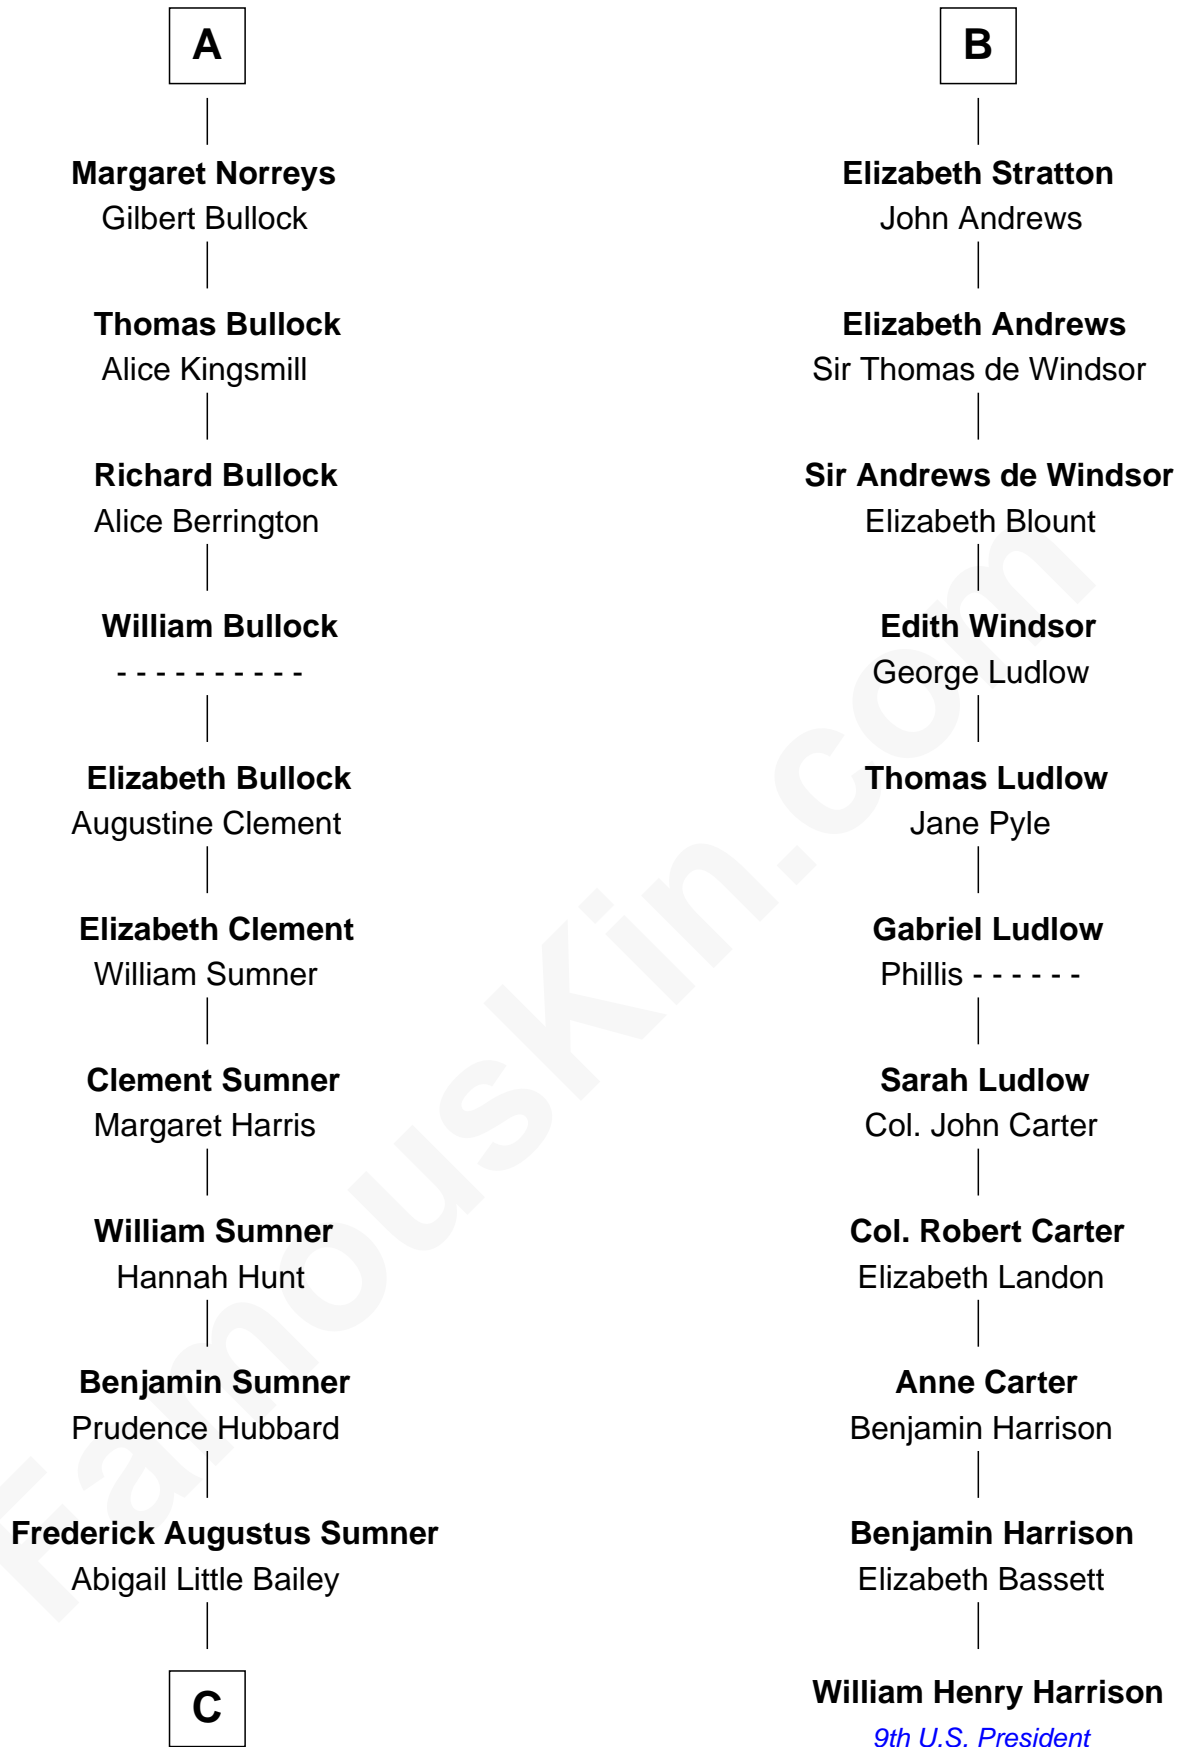 A
Margaret Norreys
Gilbert Bullock
Thomas Bullock
Alice Kingsmill
Richard Bullock
Alice Berrington
William Bullock
- - - - - - - - - -
Elizabeth Bullock
Augustine Clement
Elizabeth Clement
William Sumner
Clement Sumner
Margaret Harris
William Sumner
Hannah Hunt
Benjamin Sumner
Prudence Hubbard
Frederick Augustus Sumner
Abigail Little Bailey
C
B
Elizabeth Stratton
John Andrews
Elizabeth Andrews
Sir Thomas de Windsor
Sir Andrews de Windsor
Elizabeth Blount
Edith Windsor
George Ludlow
Thomas Ludlow
Jane Pyle
Gabriel Ludlow
Phillis - - - - - -
Sarah Ludlow
Col. John Carter
Col. Robert Carter
Elizabeth Landon
Anne Carter
Benjamin Harrison
Benjamin Harrison
Elizabeth Bassett
William Henry Harrison
9th U.S. President
FamousKin.com